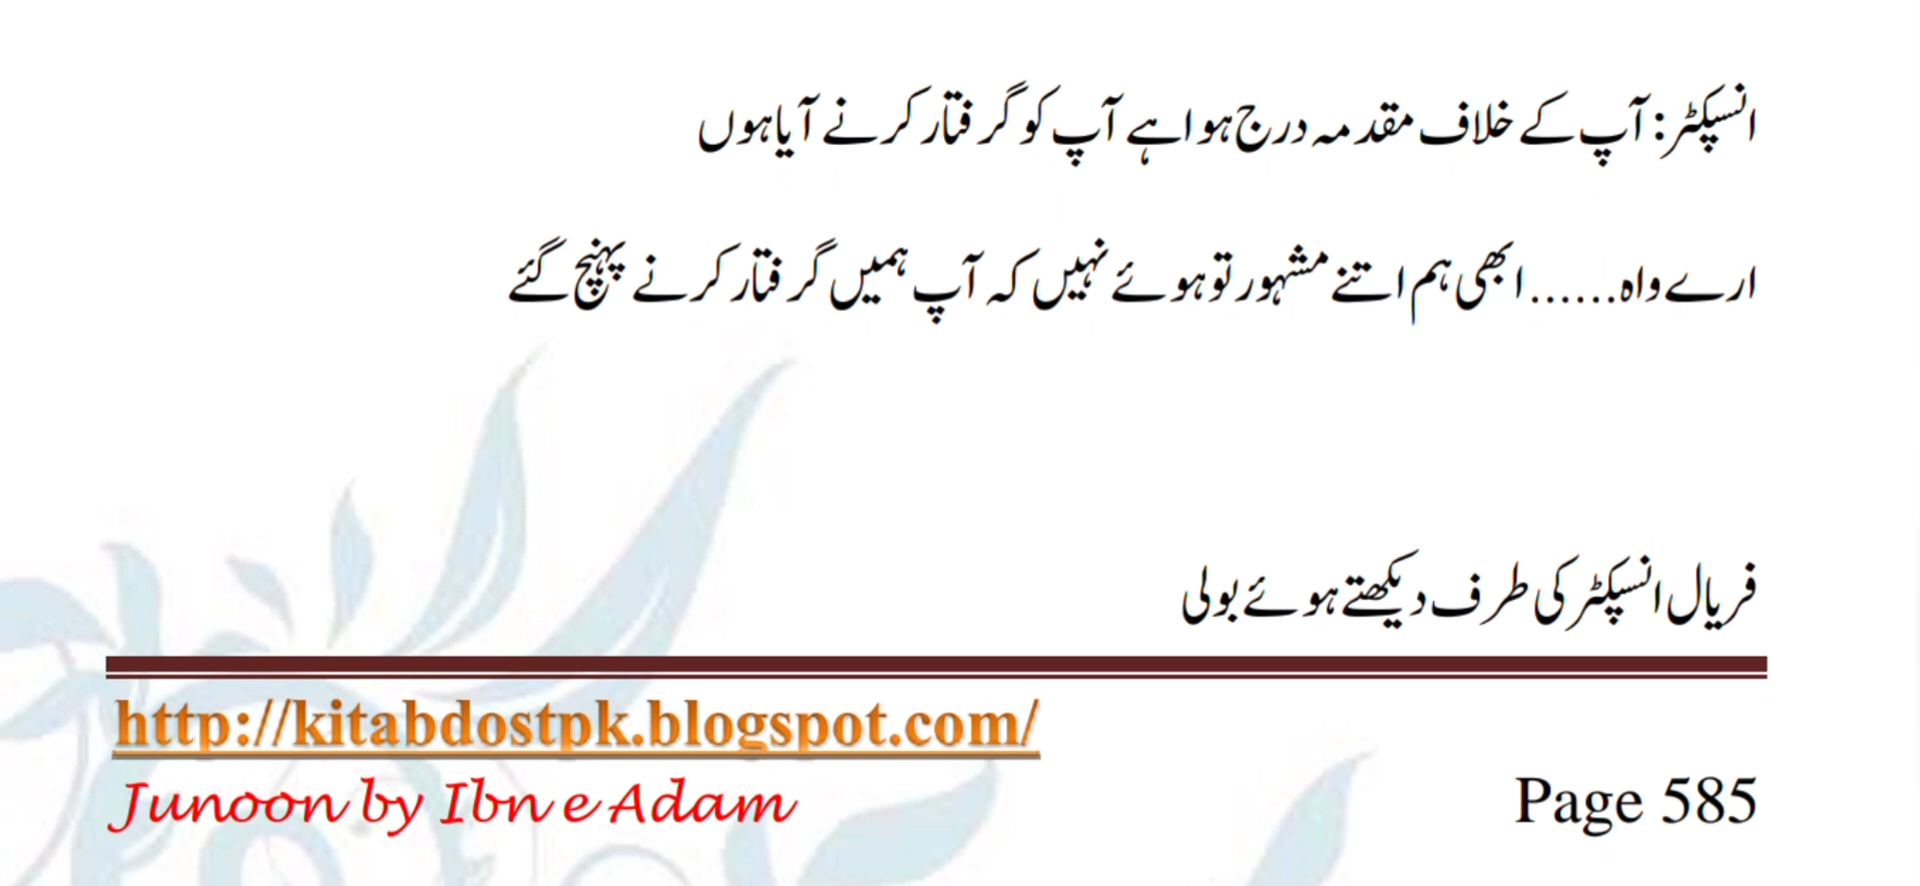 انسپکٹر: آپ کے خلاف مقدمہ درج ہوا ہے آپ کو گرفتار کرنے آیا ہوں
ارے واہ...... ابھی ہم اتنے مشہور تو ہوئے نہیں کہ آپ ہمیں گرفتار کرنے پہنچ گئے
فریال انسپکٹر کی طرف دیکھتے ہوئے بولی
http://kitabdostpk.blogspot.com/
Junoon by Ibn e Adam Page 585